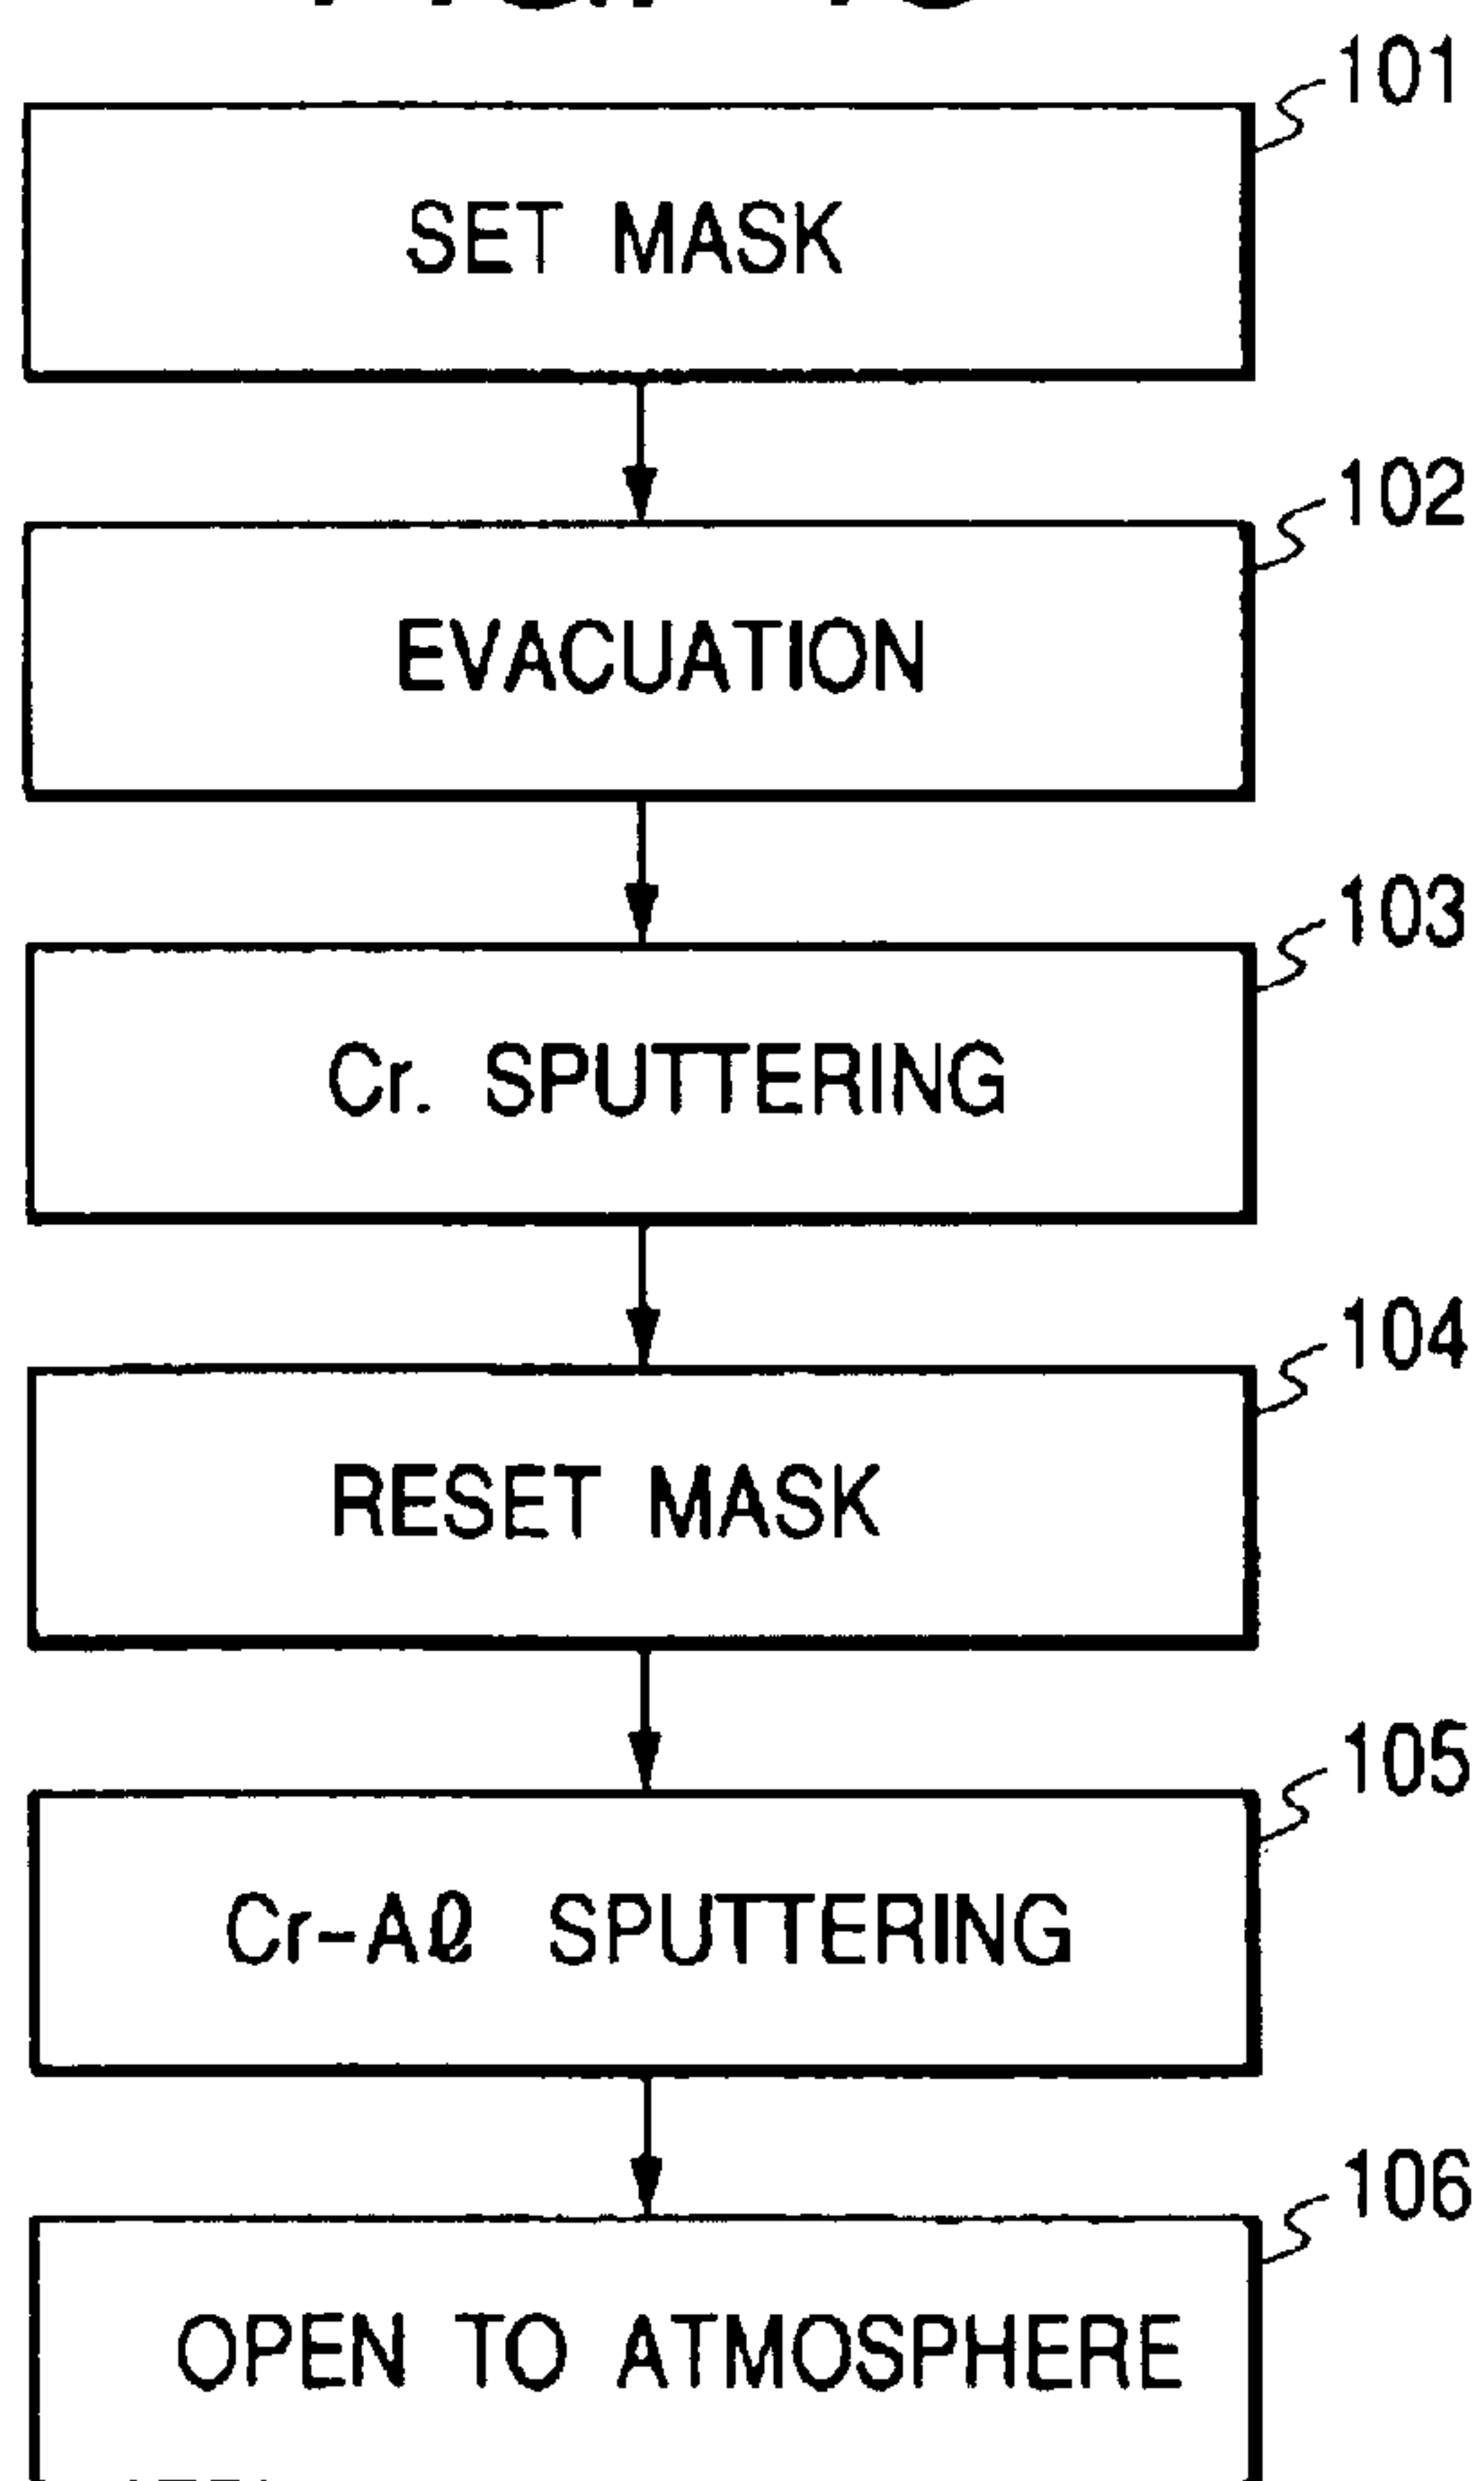 101
SET MASK
102
EVACUATION
103
Cr. SPUTTERING
104
RESET MASK
105
Cr-Aℓ SPUTTERING
106
OPEN TO ATMOSPHERE